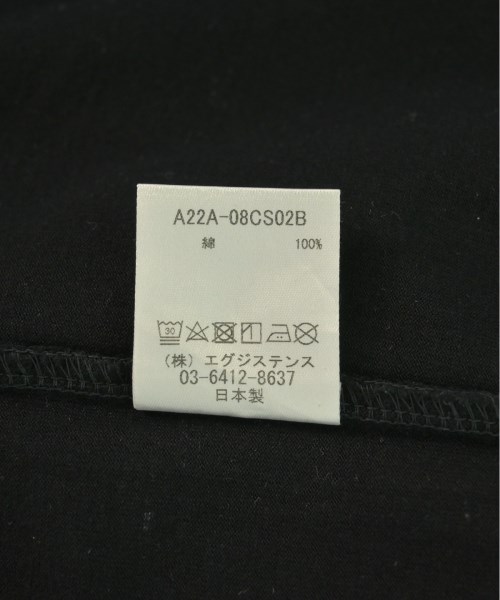 A22A-08CS02B
綿 100%
30
(株) エグジステンス
03-6412-8637
日本製